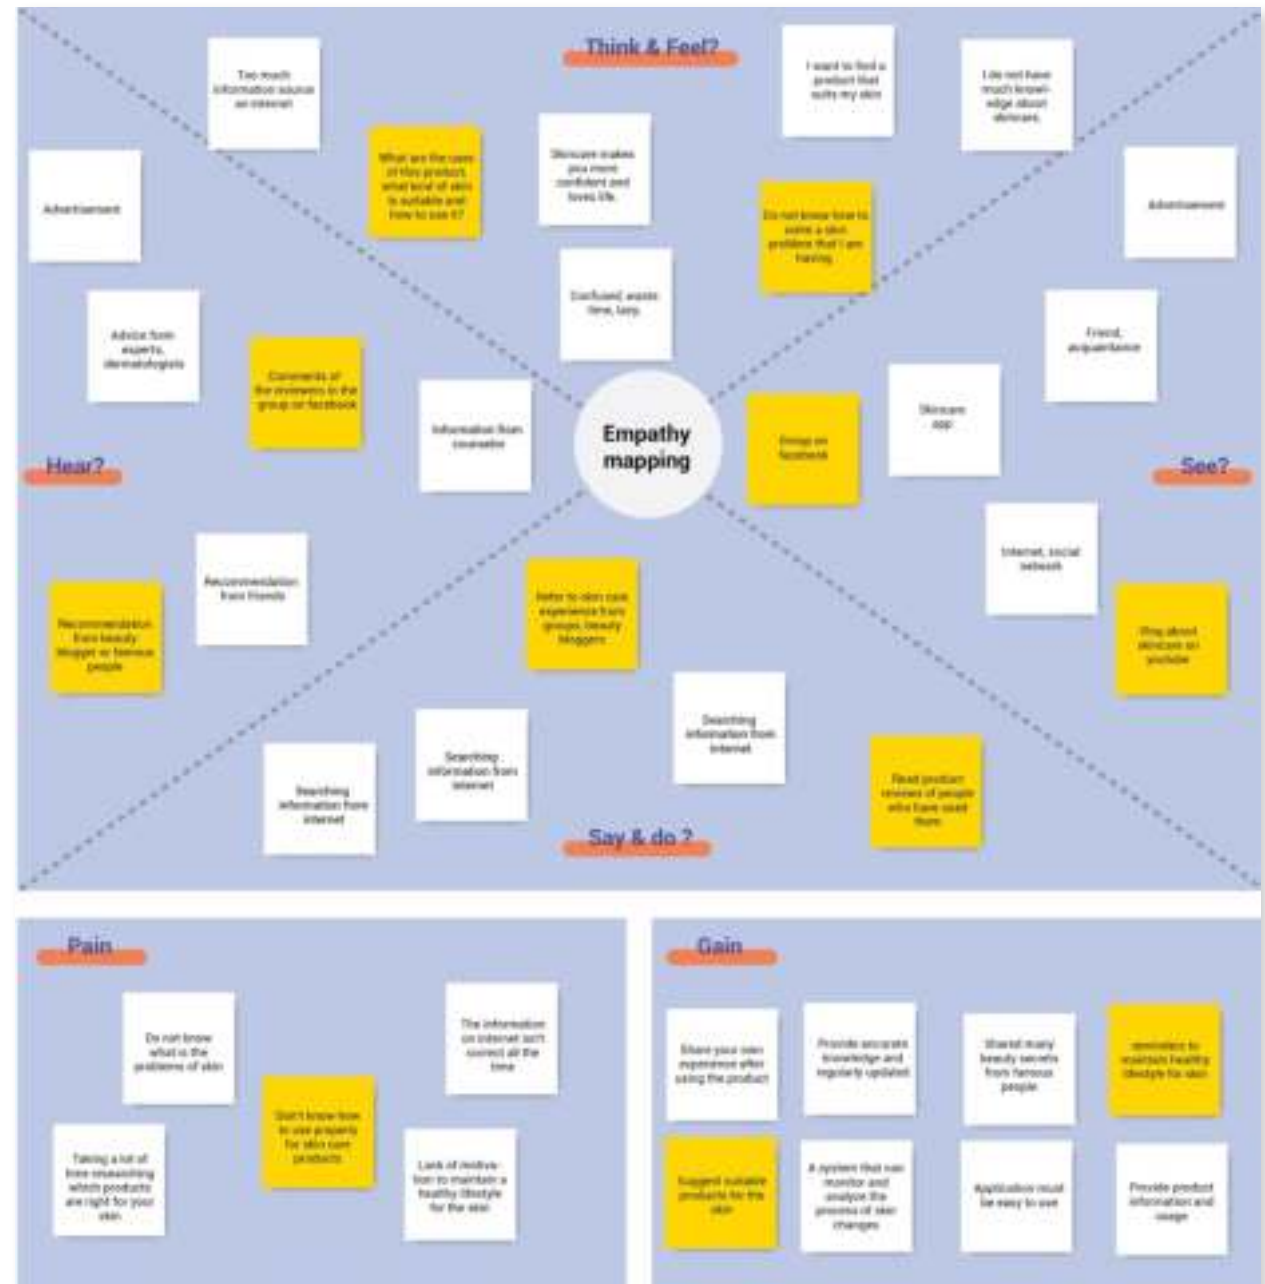 Think & Feel?
Too much
information source
on internet
What are the uses
of this product,
what kind of skin
is suitable and
how to use it?
Skincare makes
you more
confident and
loves life.
Confused, waste
time, lazy.
I want to find a
product that
suits my skin
Do not know how to
solve a skin
problem that I am
having.
I do not have
much knowl-
edge about
skincare.
Hear?
Advertisement
Advice from
experts,
dermatologists
Comments of
the reviewers in the
group on facebook
Information from
counselor
Recommendation
from friends
Recommendation
from beauty
blogger or famous
people
Empathy
mapping
See?
Advertisement
Friend,
acquaintance
Skincare
app
Group on
facebook
Internet, social
network
Vlog about
skincare on
youtube
Refer to skin care
experience from
groups, beauty
bloggers
Searching
information from
internet
Searching
information from
internet
Searching
information from
internet
Read product
reviews of people
who have used
them
Say & do ?
Pain
Do not know
what is the
problems of skin
The information
on internet isn't
correct all the
time
Don't know how
to use properly
for skin care
products
Taking a lot of
time researching
which products
are right for your
skin
Lack of motiva-
tion to maintain a
healthy lifestyle
for the skin
Gain
Share your own
experience after
using the product
Provide accurate
knowledge and
regularly updated
Shared many
beauty secrets
from famous
people
reminders to
maintain healthy
lifestyle for skin
Suggest suitable
products for the
skin
A system that can
monitor and
analyze the
process of skin
changes
Application must
be easy to use
Provide product
information and
usage